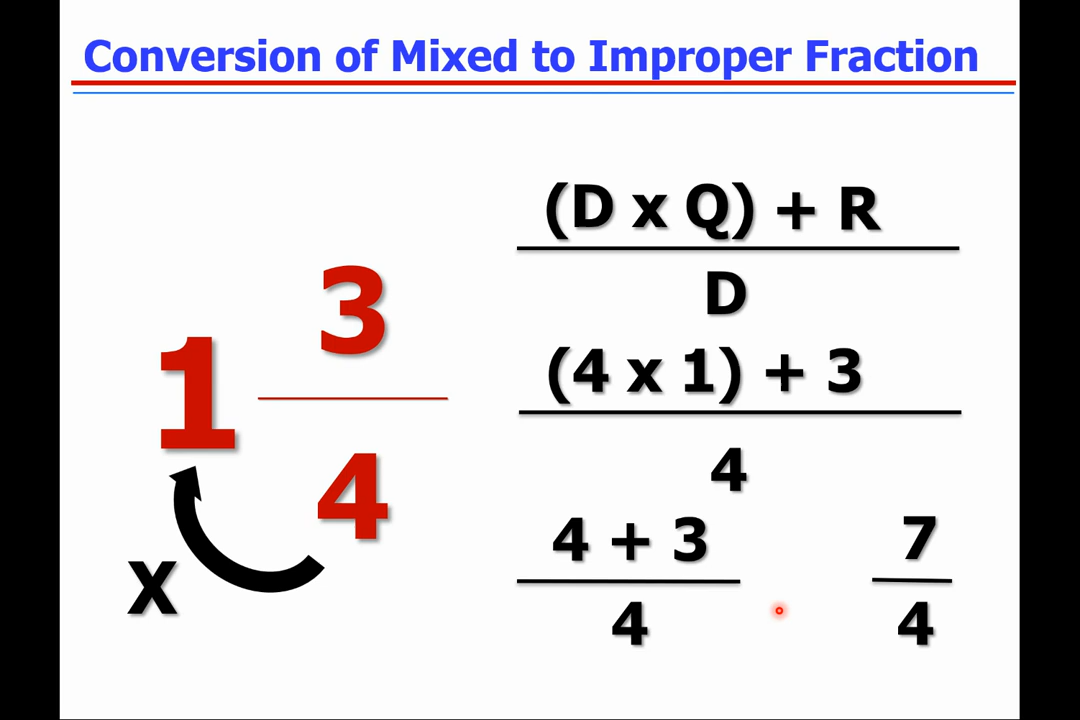 Conversion of Mixed to Improper Fraction
1 3
4
X
(D x Q) + R
D
(4 x 1) + 3
4
4 + 3
4
7
4